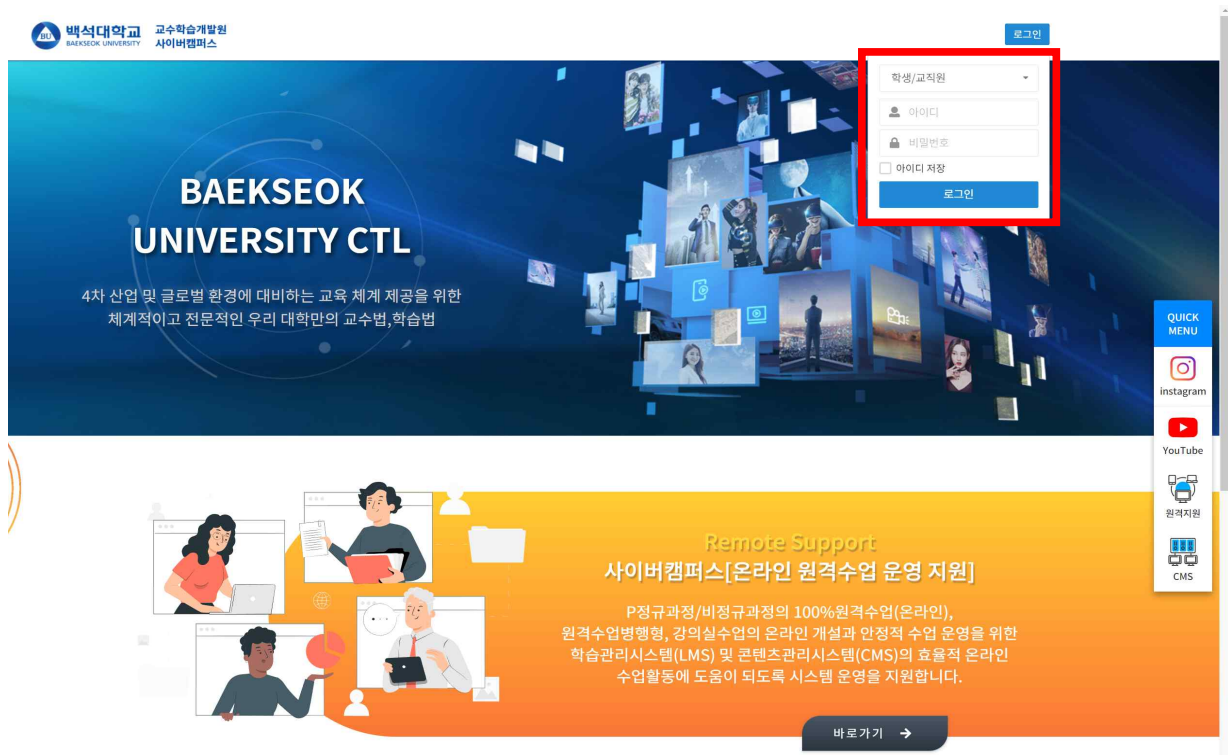 백석대학교
BAEKSEOK UNIVERSITY
교수학습개발원
사이버캠퍼스
BU
로그인
학생/교직원
아이디
비밀번호
아이디 저장
로그인
BAEKSEOK
UNIVERSITY CTL
4차 산업 및 글로벌 환경에 대비하는 교육 체계 제공을 위한
체계적이고 전문적인 우리 대학만의 교수법,학습법
QUICK
MENU
instagram
YouTube
원격지원
CMS
Remote Support
사이버캠퍼스[온라인 원격수업 운영 지원]
P정규과정/비정규과정의 100%원격수업(온라인),
원격수업병행형, 강의실수업의 온라인 개설과 안정적 수업 운영을 위한
학습관리시스템(LMS) 및 콘텐츠관리시스템(CMS)의 효율적 온라인
수업활동에 도움이 되도록 시스템 운영을 지원합니다.
바로가기